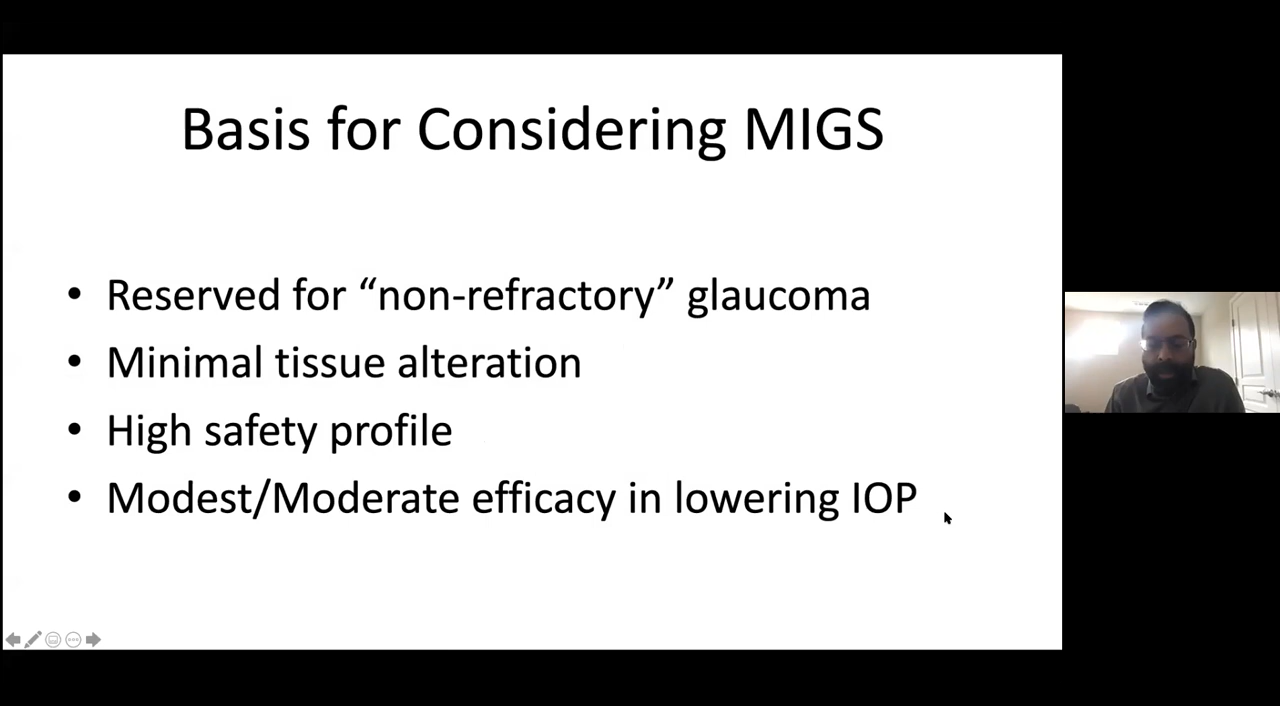 Basis for Considering MIGS
• Reserved for “non-refractory” glaucoma
• Minimal tissue alteration
• High safety profile
• Modest/Moderate efficacy in lowering IOP